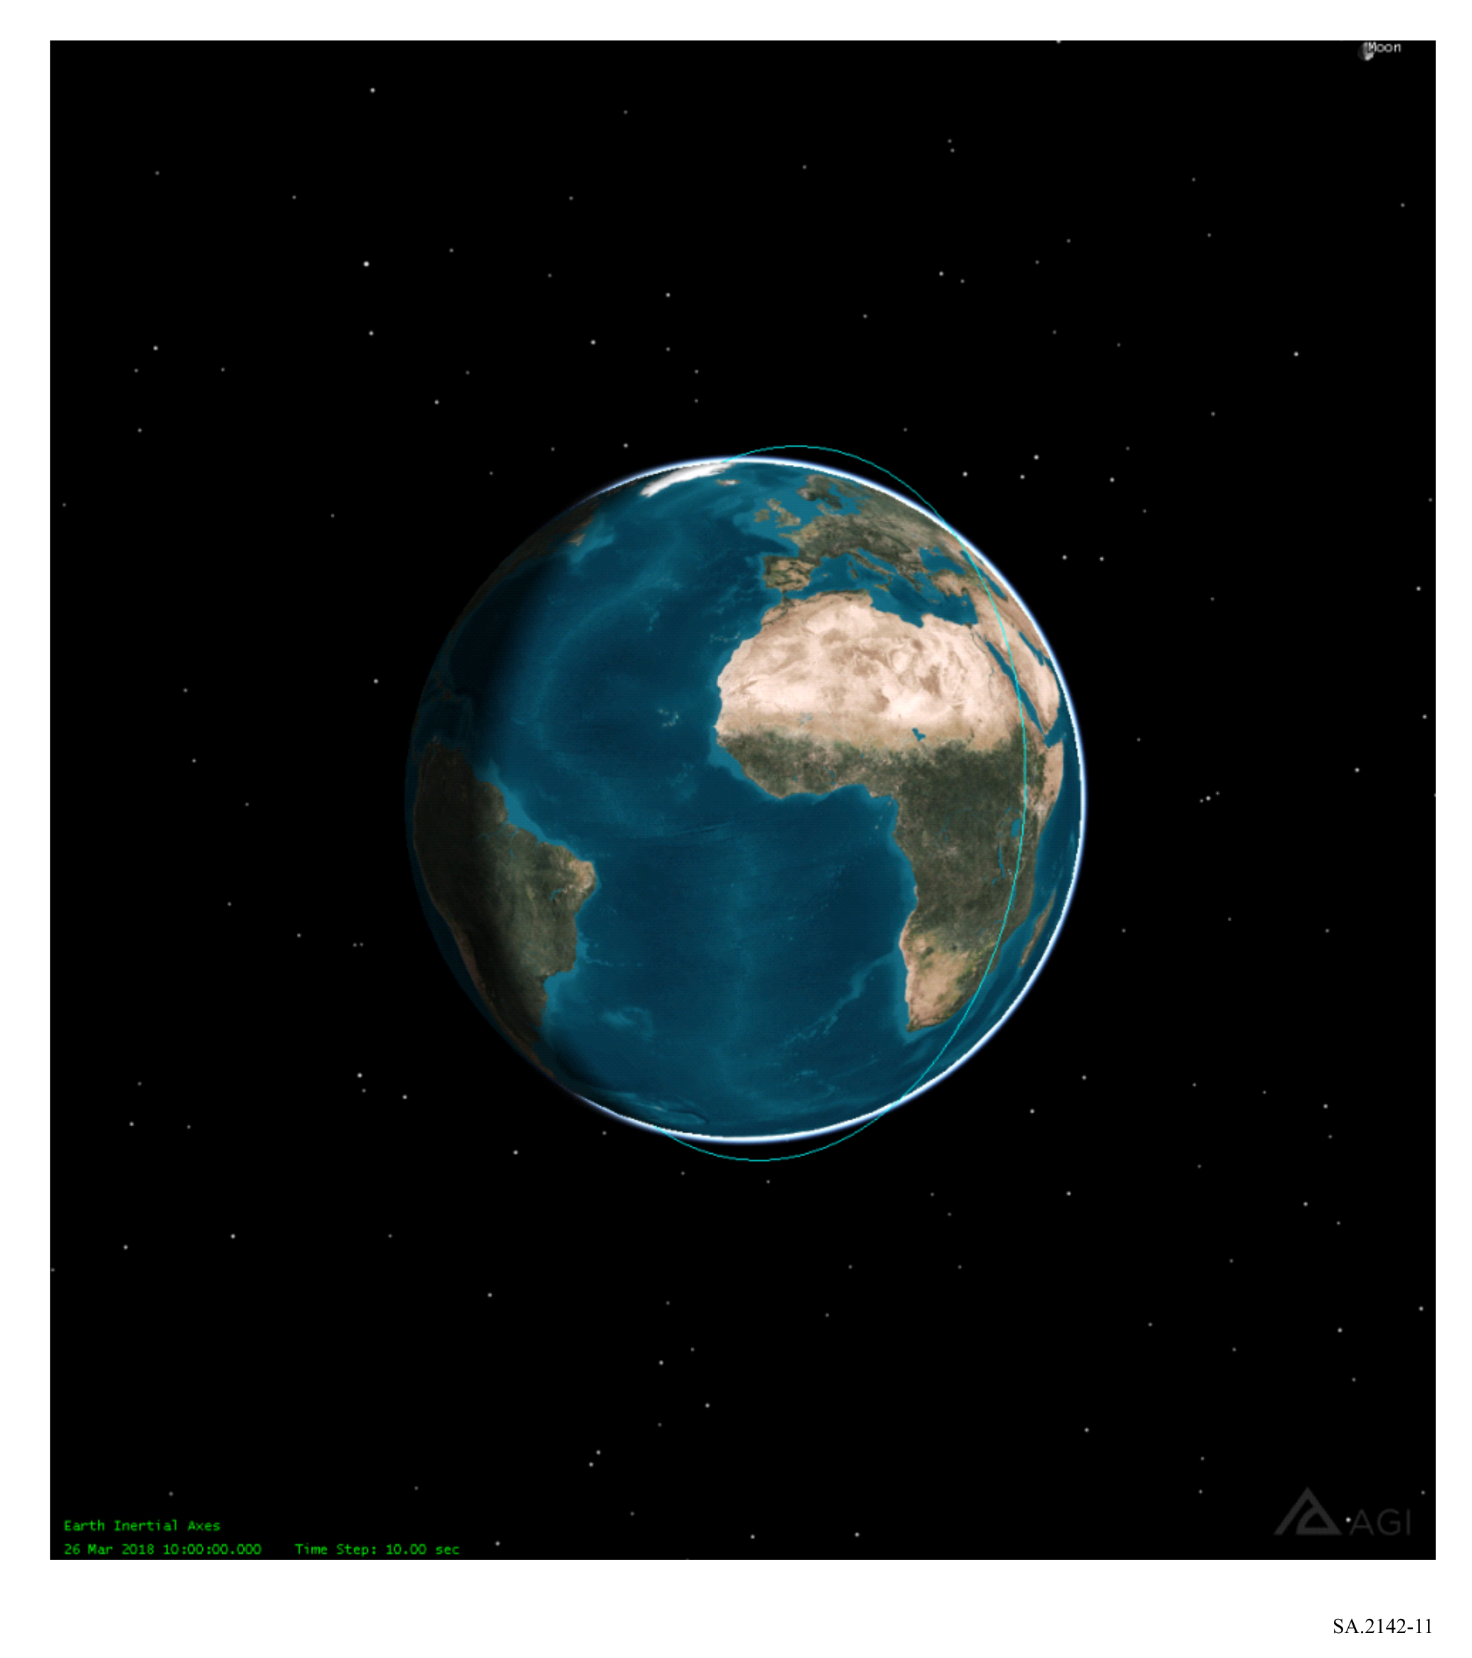 Moon
Earth Inertial Axes
26 Mar 2018 10:00:00.000    Time Step: 10.00 sec
AGI
SA.2142-11